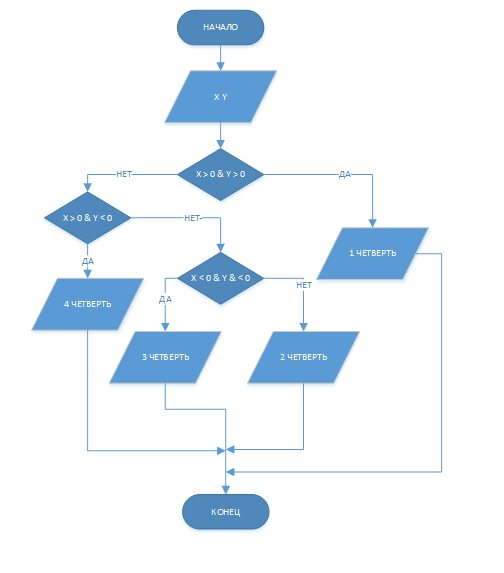 НАЧАЛО
X Y
X > 0 & Y > 0
НЕТ
ДА
X > 0 & Y < 0
НЕТ
1 ЧЕТВЕРТЬ
ДА
X < 0 & Y & < 0
НЕТ
ДА
4 ЧЕТВЕРТЬ
3 ЧЕТВЕРТЬ
2 ЧЕТВЕРТЬ
КОНЕЦ